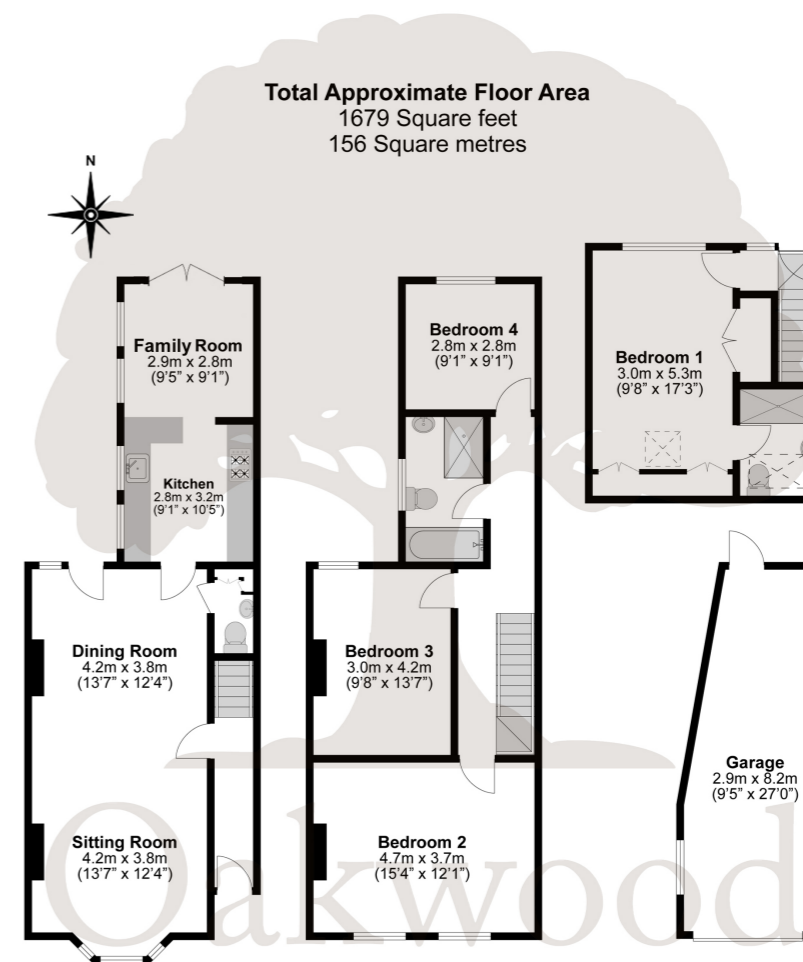 Total Approximate Floor Area
1679 Square feet
156 Square metres
N
Family Room
2.9m x 2.8m
(9'5" x 9'1")
Kitchen
2.8m x 3.2m
(9'1" x 10'5")
Dining Room
4.2m x 3.8m
(13'7" x 12'4")
Sitting Room
4.2m x 3.8m
(13'7" x 12'4")
Bedroom 4
2.8m x 2.8m
(9'1" x 9'1")
Bedroom 3
3.0m x 4.2m
(9'8" x 13'7")
Bedroom 2
4.7m x 3.7m
(15'4" x 12'1")
Bedroom 1
3.0m x 5.3m
(9'8" x 17'3")
Garage
2.9m x 8.2m
(9'5" x 27'0")
Oakwood